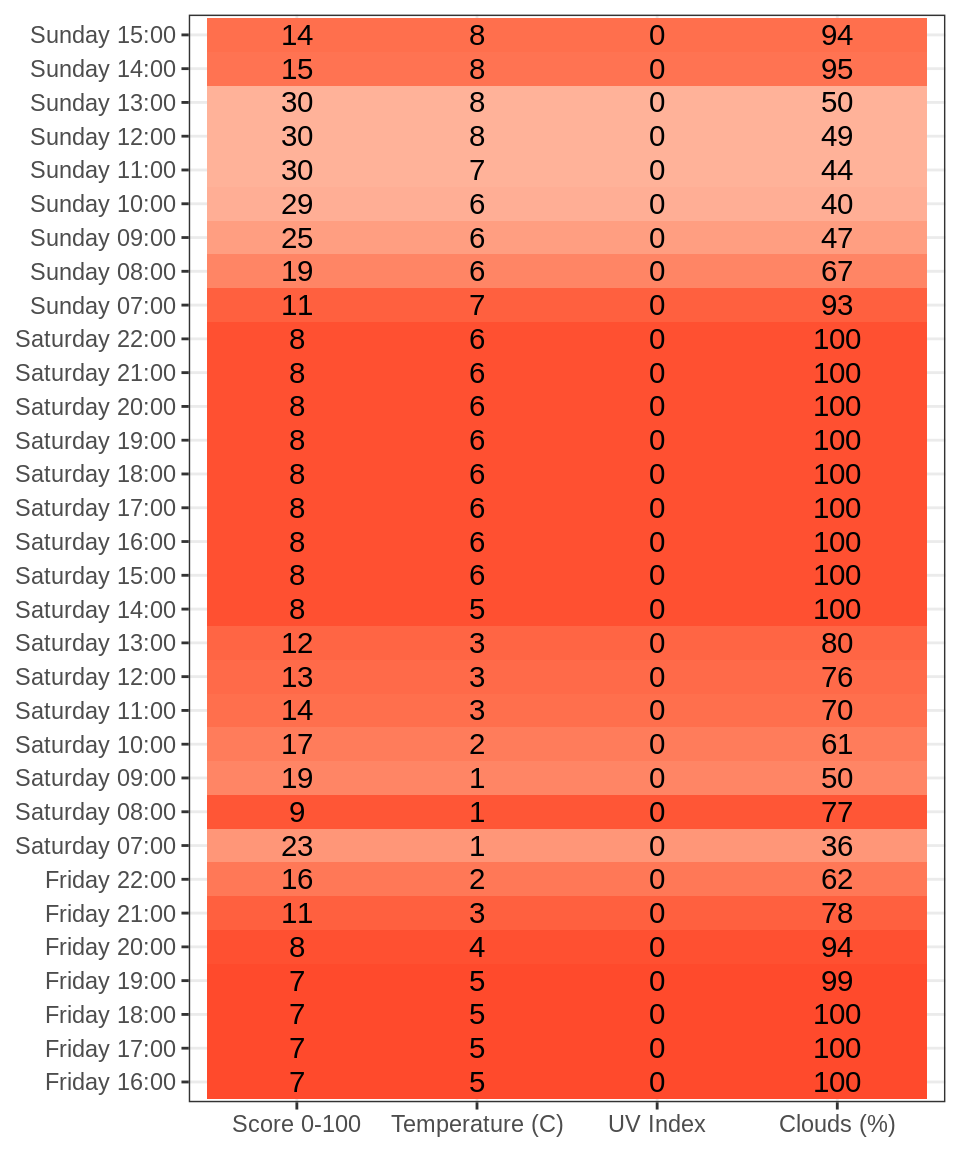 Sunday 15:00 14 8 0 94
Sunday 14:00 15 8 0 95
Sunday 13:00 30 8 0 50
Sunday 12:00 30 8 0 49
Sunday 11:00 30 7 0 44
Sunday 10:00 29 6 0 40
Sunday 09:00 25 6 0 47
Sunday 08:00 19 6 0 67
Sunday 07:00 11 7 0 93
Saturday 22:00 8 6 0 100
Saturday 21:00 8 6 0 100
Saturday 20:00 8 6 0 100
Saturday 19:00 8 6 0 100
Saturday 18:00 8 6 0 100
Saturday 17:00 8 6 0 100
Saturday 16:00 8 6 0 100
Saturday 15:00 8 6 0 100
Saturday 14:00 8 5 0 100
Saturday 13:00 12 3 0 80
Saturday 12:00 13 3 0 76
Saturday 11:00 14 3 0 70
Saturday 10:00 17 2 0 61
Saturday 09:00 19 1 0 50
Saturday 08:00 9 1 0 77
Saturday 07:00 23 1 0 36
Friday 22:00 16 2 0 62
Friday 21:00 11 3 0 78
Friday 20:00 8 4 0 94
Friday 19:00 7 5 0 99
Friday 18:00 7 5 0 100
Friday 17:00 7 5 0 100
Friday 16:00 7 5 0 100
Score 0-100 Temperature (C) UV Index Clouds (%)